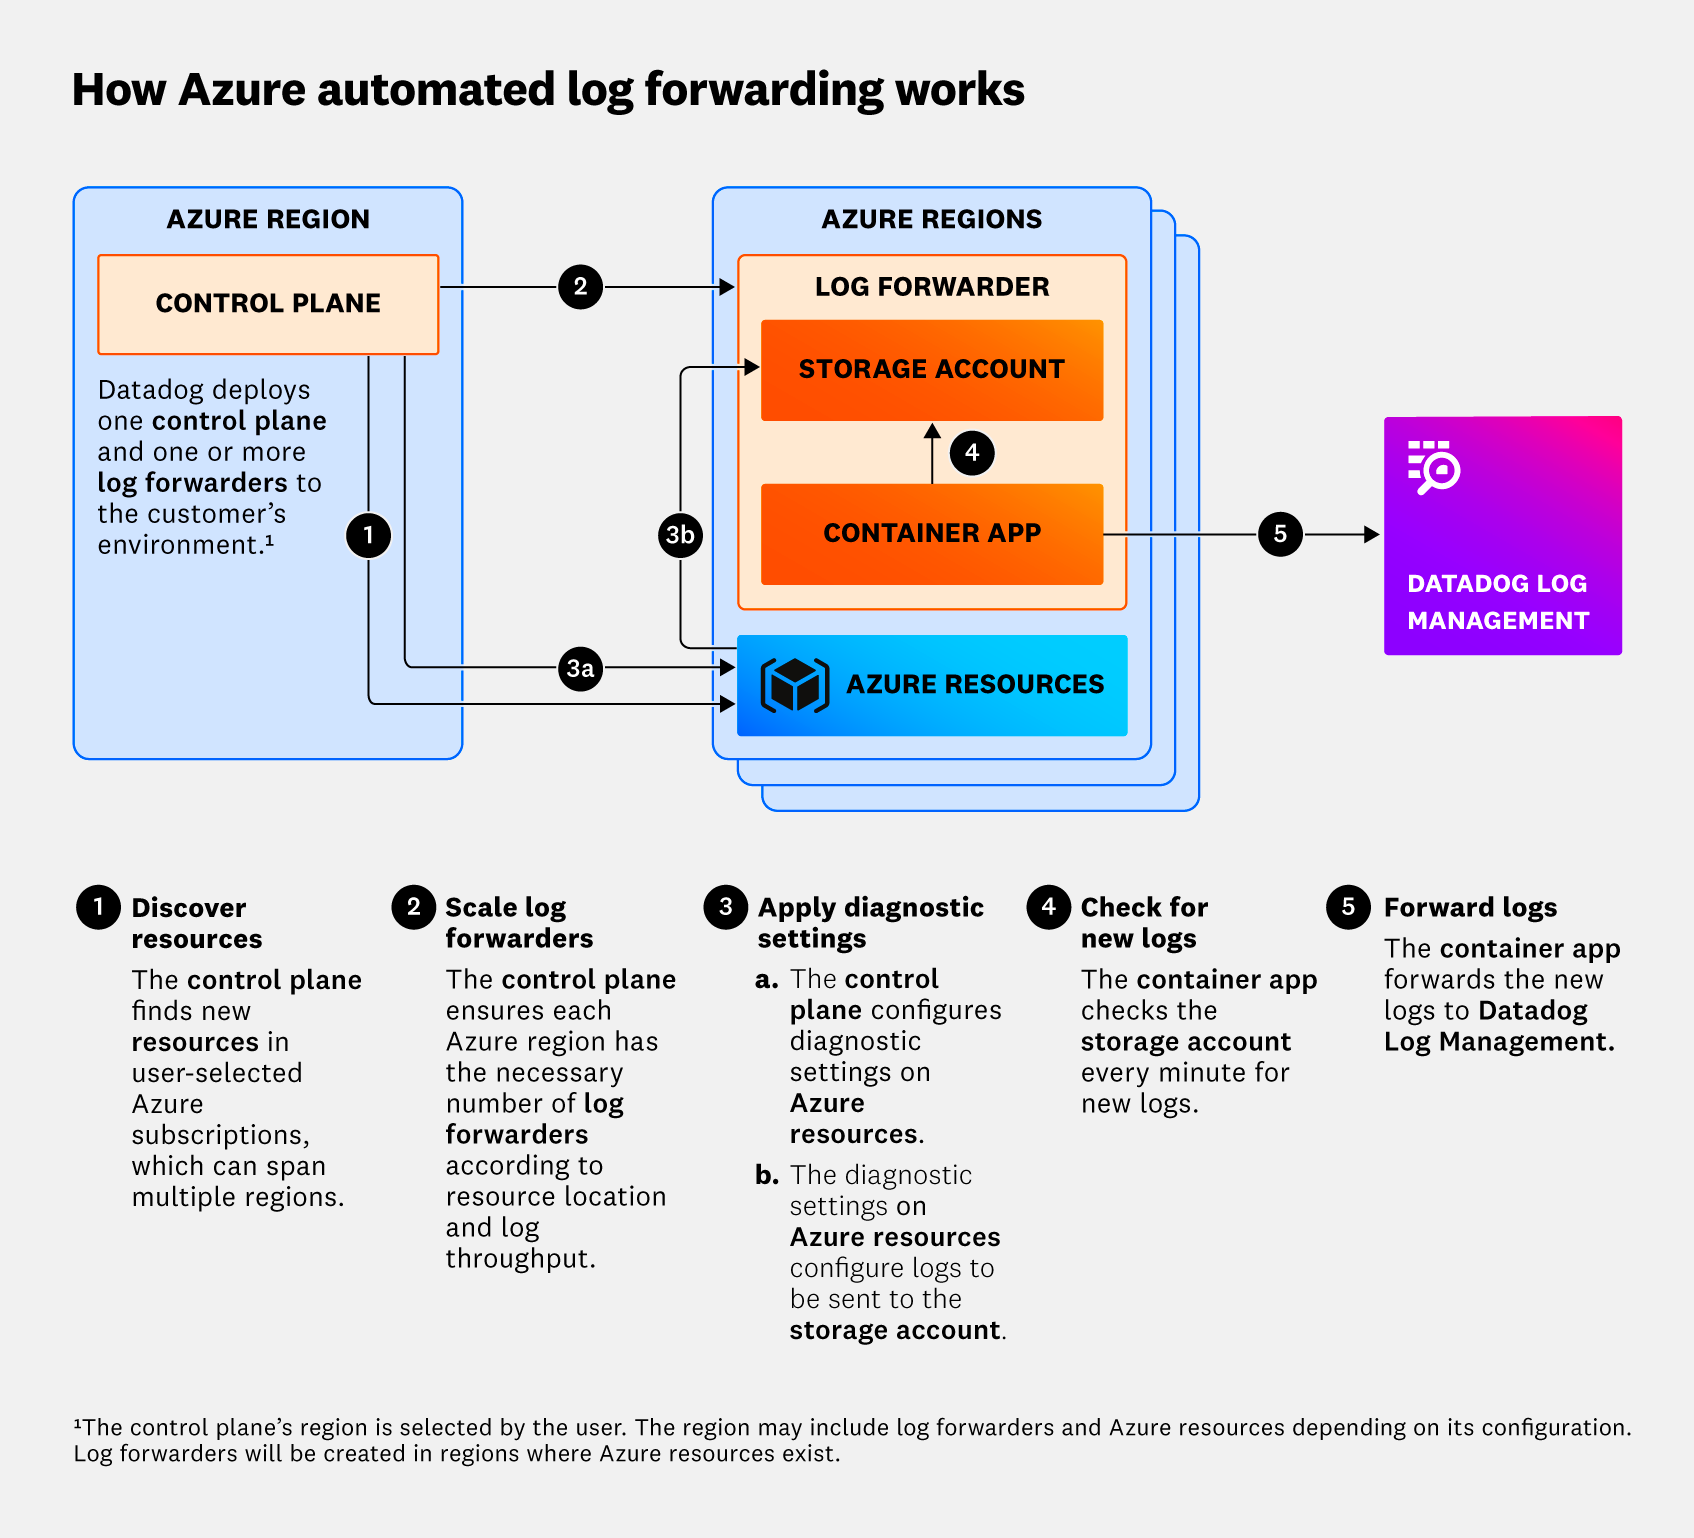 How Azure automated log forwarding works
AZURE REGION
CONTROL PLANE
Datadog deploys
one control plane
and one or more
log forwarders to
the customer’s
environment.¹
1
2
3a
3b
AZURE REGIONS
LOG FORWARDER
STORAGE ACCOUNT
4
CONTAINER APP
AZURE RESOURCES
5
DATADOG LOG
MANAGEMENT
1 Discover
resources
The control plane
finds new
resources in
user-selected
Azure
subscriptions,
which can span
multiple regions.
2 Scale log
forwarders
The control plane
ensures each
Azure region has
the necessary
number of log
forwarders
according to
resource location
and log
throughput.
3 Apply diagnostic
settings
a. The control
plane configures
diagnostic
settings on
Azure
resources.
b. The diagnostic
settings on
Azure resources
configure logs to
be sent to the
storage account.
4 Check for
new logs
The container app
checks the
storage account
every minute for
new logs.
5 Forward logs
The container app
forwards the new
logs to Datadog
Log Management.
¹The control plane’s region is selected by the user. The region may include log forwarders and Azure resources depending on its configuration.
Log forwarders will be created in regions where Azure resources exist.